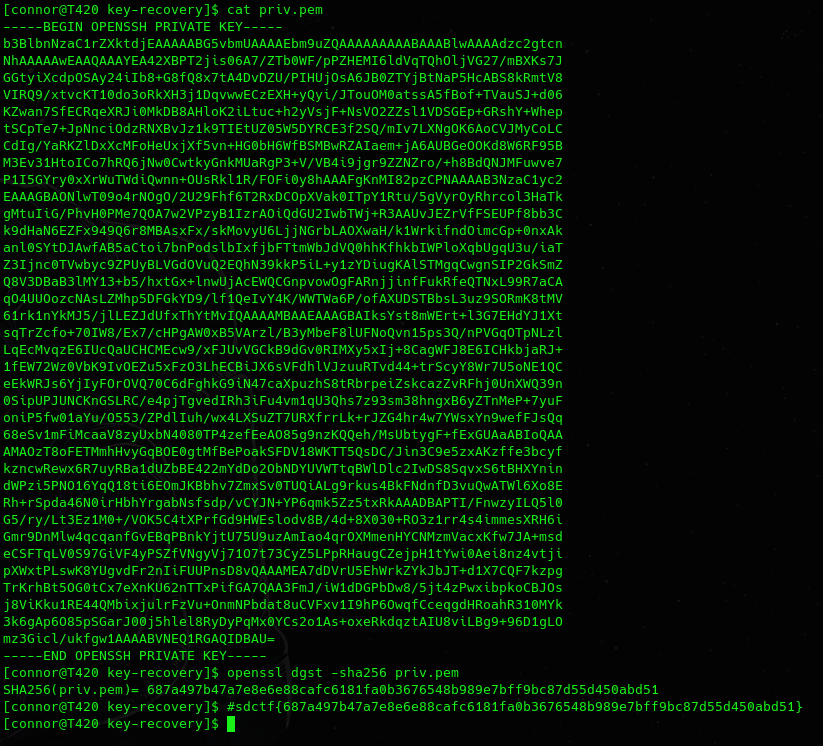 [connor@T420 key-recovery]$ cat priv.pem
-----BEGIN OPENSSH PRIVATE KEY-----
b3BlbnNzaC1rZXktdjEAAAAABG5vbmUAAAAEbm9uZQAAAAAAAAABAAABlwAAAAdzc2gtcn
NhAAAAAwEAAQAAAYEA42XBPT2jis06A7/ZTb0WF/pPZHEMI6ldVqTQhOljVG27/mBXKs7J
GGtyiXcdpOSAy24iIb8+G8fQ8x7tA4DvDZU/PIHUjOsA6JB0ZTYjBtNaP5HcABS8kRmtV8
VIRQ9/xtvcKT10do3oRkXH3j1DqvwwECzEXH+yQyi/JTouOM0atssA5fBof+TVauSJ+d06
KZwan7SfECRqeXRJi0MkDB8AHloK2iLtuc+h2yVsjF+NsVO2ZZsl1VDSGEp+GRshY+Whep
tSCpTe7+JpNnciOdzRNXBvJz1k9TIEtUZ05W5DYRCE3f2SQ/mIv7LXNgOK6AoCVJMyCoLC
CdIg/YaRKZlDxXcMFoHeUxjXf5vn+HG0bH6WfBSMBwRZAIaem+jA6AUBGeOOKd8W6RF95B
M3Ev31HtoICo7hRQ6jNw0CwtkyGnkMUaRgP3+V/VB4i9jgr9ZZNZro/+h8BdQNJMFuwve7
P1I5GYry0xXrWuTWdiQwnn+OUsRkl1R/FOFi0y8hAAAFgKnMI82pzCPNAAAAB3NzaC1yc2
EAAAGBAONlwT09o4rNOgO/2U29Fhf6T2RxDCOpXVak0ITpY1Rtu/5gVyrOyRhrcol3HaTk
gMtuIiG/PhvH0PMe7QOA7w2VPzyB1IzrAOiQdGU2IwbTWj+R3AAUvJEZrVfFSEUPf8bb3C
k9dHaN6EZFx949Q6r8MBAsxFx/skMovyU6LjjNGrbLAOXwaH/k1WrkifndOimcGp+0nxAk
anl0SYtDJAwfAB5aCtoi7bnPodslbIxfjbFTtmWbJdVQ0hhKfhkbIWPloXqbUgqU3u/iaT
Z3Ijnc0TVwbyc9ZPUyBLVGdOVuQ2EQhN39kkP5iL+y1zYDiugKAlSTMgqCwgnSIP2GkSmZ
Q8V3DBaB3lMY13+b5/hxtGx+lnwUjAcEWQCGnpvowOgFARnjjinfFukRfeQTNxL99R7aCA
qO4UUOozcNAsLZMhp5DFGkYD9/lf1QeIvY4K/WWTWa6P/ofAXUDSTBbsL3uz9SORmK8tMV
61rk1nYkMJ5/jlLEZJdUfxThYtMvIQAAAAMBAAEAAAGBAIksYst8mWErt+l3G7EHdYJ1Xt
sqTrZcfo+70IW8/Ex7/cHPgAW0xB5VArzl/B3yMbeF8lUFNoQvn15ps3Q/nPVGqOTpNLzl
LqEcMvqzE6IUcQaUCHCMEcw9/xFJUvVGCkB9dGv0RIMXy5xIj+8CagWFJ8E6ICHkbjaRJ+
1fEW72Wz0VbK9IvOEZu5xFzO3LhECBiJX6sVFdhlVJzuuRTvd44+trScyY8Wr7U5oNE1QC
eEkWRJs6YjIyFOrOVQ70C6dFghkG9iN47caXpuzhS8tRbrpeiZskcazZvRFhj0UnXWQ39n
0SipUPJUNCKnGSLRC/e4pjTgvedIRh3iFu4vm1qU3Qhs7z93sm38hngxB6yZTnMeP+7yuF
oniP5fw01aYu/O553/ZPdlIuh/wx4LXSuZT7URXfrrLk+rJZG4hr4w7YWsxYn9wefFJsQq
68eSv1mFiMcaaV8zyUxbN4080TP4zefEeAO85g9nzKQQeh/MsUbtygF+fExGUAaABIoQAA
AMAOzT8oFETMmhHvyGqBOE0gtMfBePoakSFDV18WKTT5QsDC/Jin3C9e5zxAKzffe3bcyf
kzncwRewx6R7uyRBa1dUZbBE422mYdDo2ObNDYUVWTtqBWlDlc2IwDS8SqvxS6tBHXYnin
dWPzi5PNO16YqQ18ti6EOmJKBbhv7ZmxSv0TUQiALg9rkus4BkFNdnfD3vuQwATWl6Xo8E
Rh+rSpda46N0irHbhYrgabNsfsdp/vCYJN+YP6qmk5Zz5txRkAAADBAPTI/FnwzyILQ5l0
G5/ry/Lt3Ez1M0+/VOK5C4tXPrfGd9HWEslodv8B/4d+8X030+RO3z1rr4s4immesXRH6i
Gmr9DnMlw4qcqanfGvEBqPBnkYjtU75U9uzAmIao4qrOXMmenHYCNMzmVacxKfw7JA+msd
eCSFTqLV0S97GiVF4yPSZfVNgyVj71O7t73CyZ5LPpRHaugCZejpH1tYwi0Aei8nz4vtji
pXWxtPLswK8YUgvdFr2nIiFUUPnsD8vQAAAMEA7dDVrU5EhWrkZYkJbJT+d1X7CQF7kzpg
TrKrhBt5OG0tCx7eXnKU62nTTxPifGA7QAA3FmJ/iW1dDGPbDw8/5jt4zPwxibpkoCBJOs
j8ViKku1RE44QMbixjulrFzVu+OnmNPbdat8uCVFxv1I9hP6OwqfCceqgdHRoahR310MYk
3k6gAp6O85pSGarJ00j5hlel8RyDyPqMx0YCs2o1As+oxeRkdqztAIU8viLBg9+96D1gLO
mz3Gicl/ukfgw1AAAABVNEQ1RGAQIDBAU=
-----END OPENSSH PRIVATE KEY-----
[connor@T420 key-recovery]$ openssl dgst -sha256 priv.pem
SHA256(priv.pem)= 687a497b47a7e8e6e88cafc6181fa0b3676548b989e7bff9bc87d55d450abd51
[connor@T420 key-recovery]$ #sdctf{687a497b47a7e8e6e88cafc6181fa0b3676548b989e7bff9bc87d55d450abd51}
[connor@T420 key-recovery]$